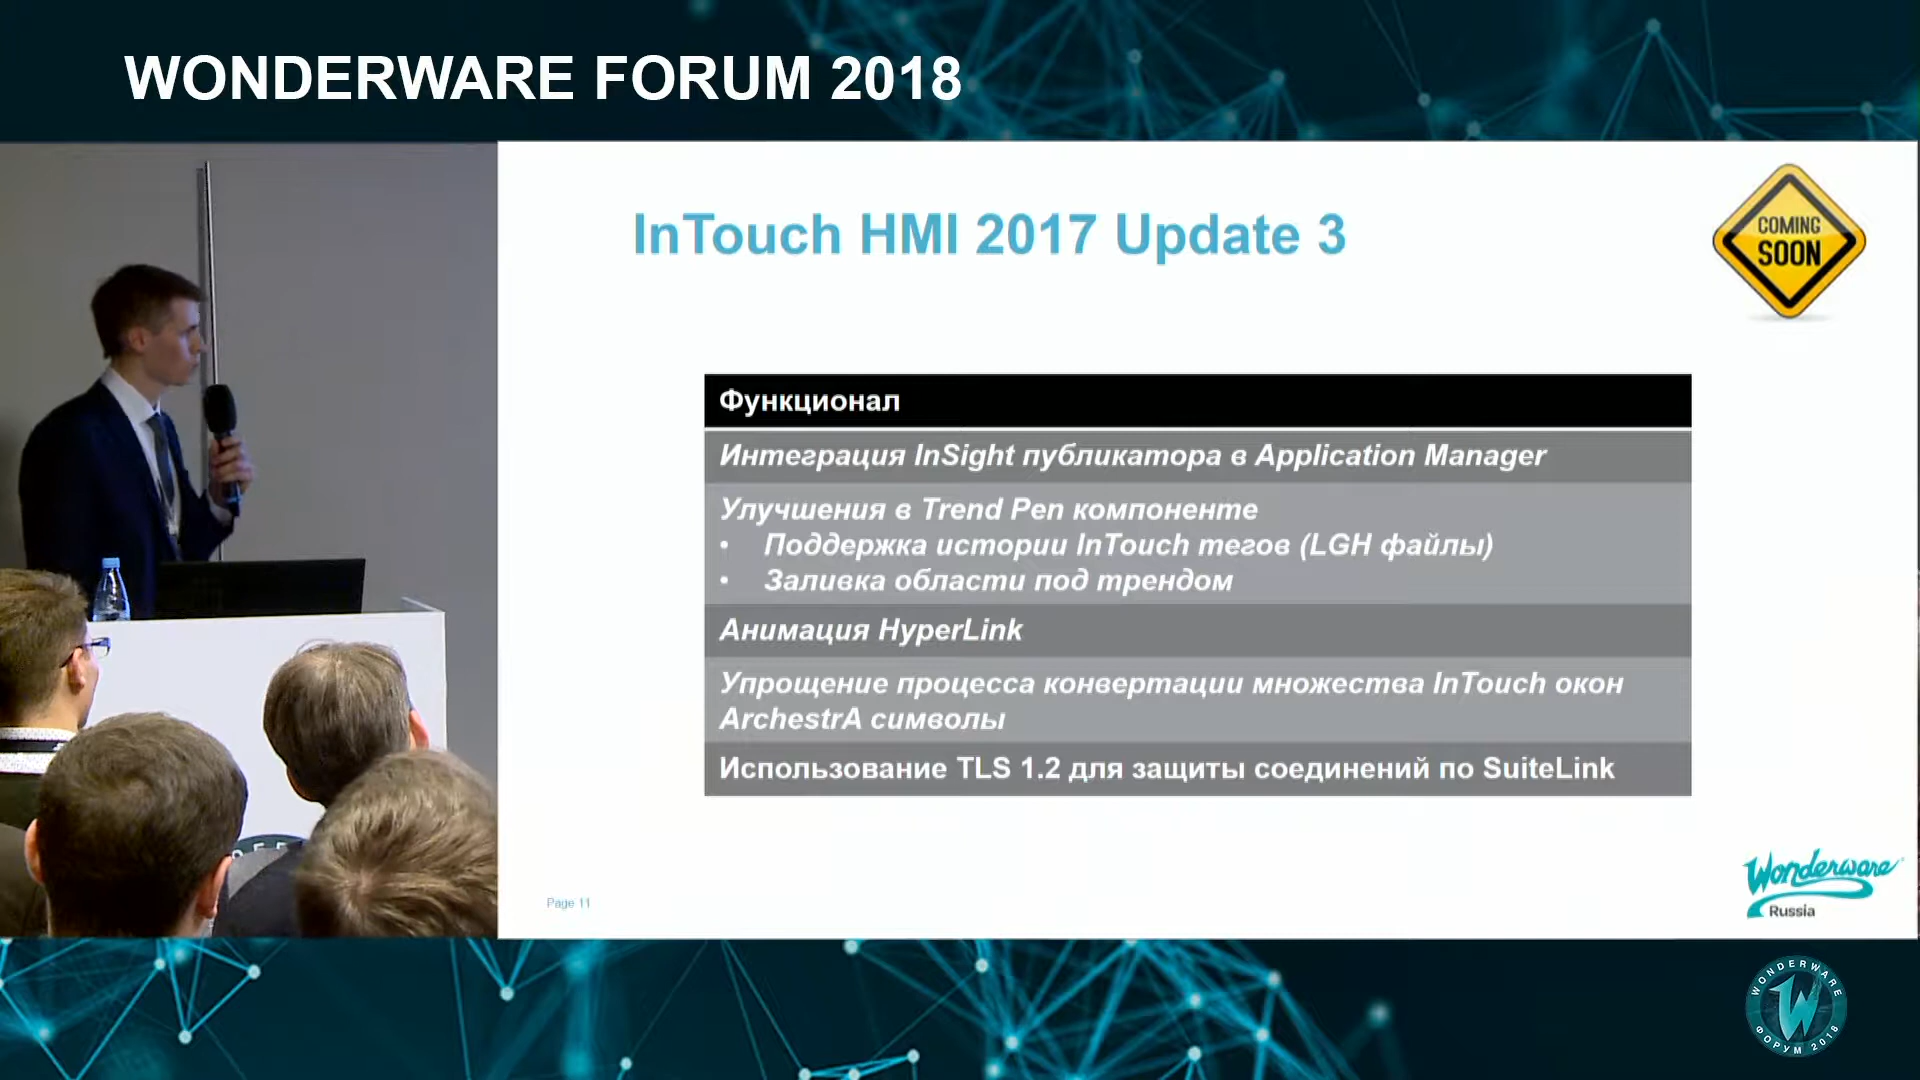 WONDERWARE FORUM 2018
InTouch HMI 2017 Update 3
COMING
SOON
Функционал
Интеграция InSight публикатора в Application Manager
Улучшения в Trend Pen компоненте
• Поддержка истории InTouch тегов (LGH файлы)
• Заливка области под трендом
Анимация HyperLink
Упрощение процесса конвертации множества InTouch окон
ArchestrA символы
Использование TLS 1.2 для защиты соединений по SuiteLink
Page 11
Wonderware
Russia
WONDERWARE
ФОРУМ 2018